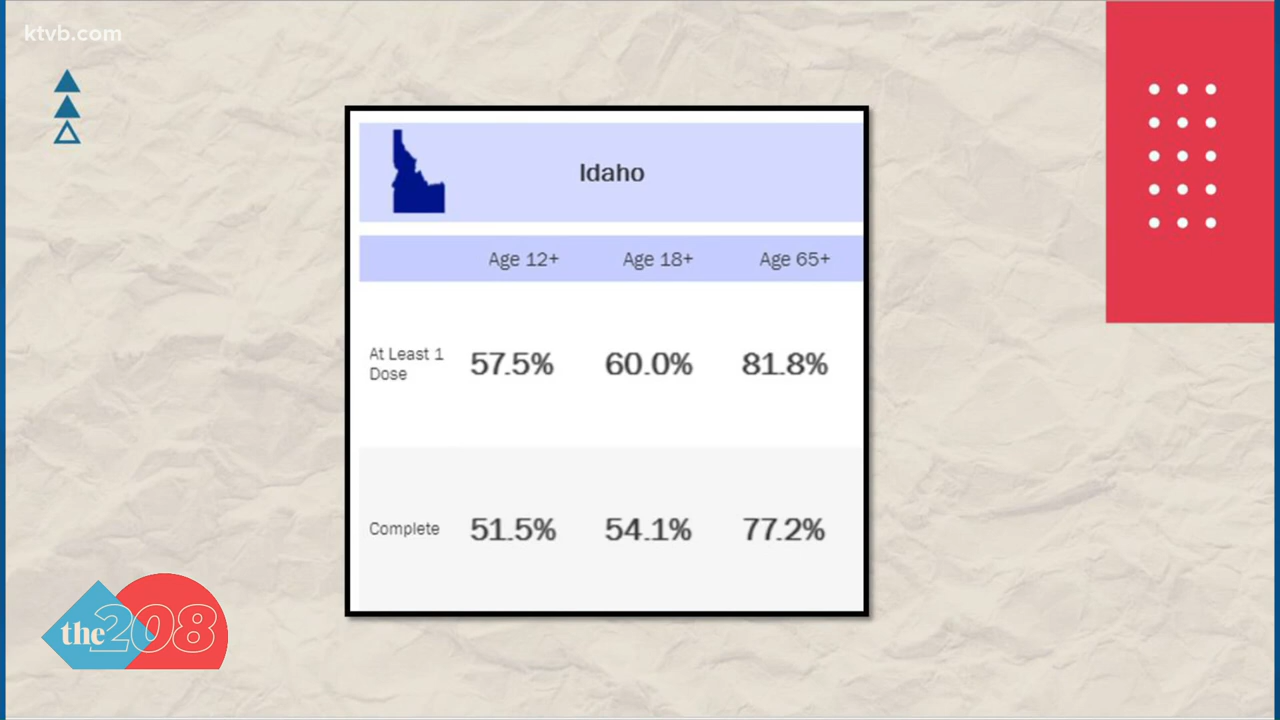 ktvb.com
Idaho
Age 12+ Age 18+ Age 65+
At Least 1
Dose
57.5% 60.0% 81.8%
Complete 51.5% 54.1% 77.2%
the208